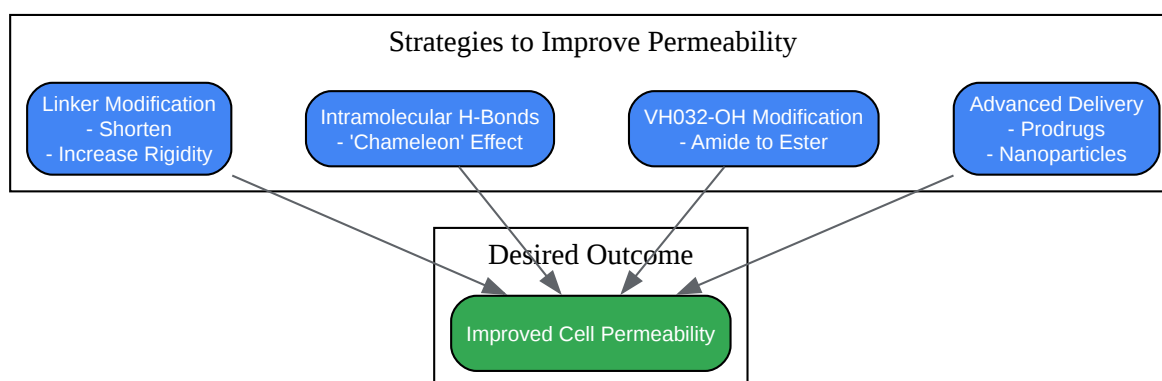 Strategies to Improve Permeability
Linker Modification
- Shorten
- Increase Rigidity
Intramolecular H-Bonds
- 'Chameleon' Effect
VH032-OH Modification
- Amide to Ester
Advanced Delivery
- Prodrugs
- Nanoparticles
Desired Outcome
Improved Cell Permeability